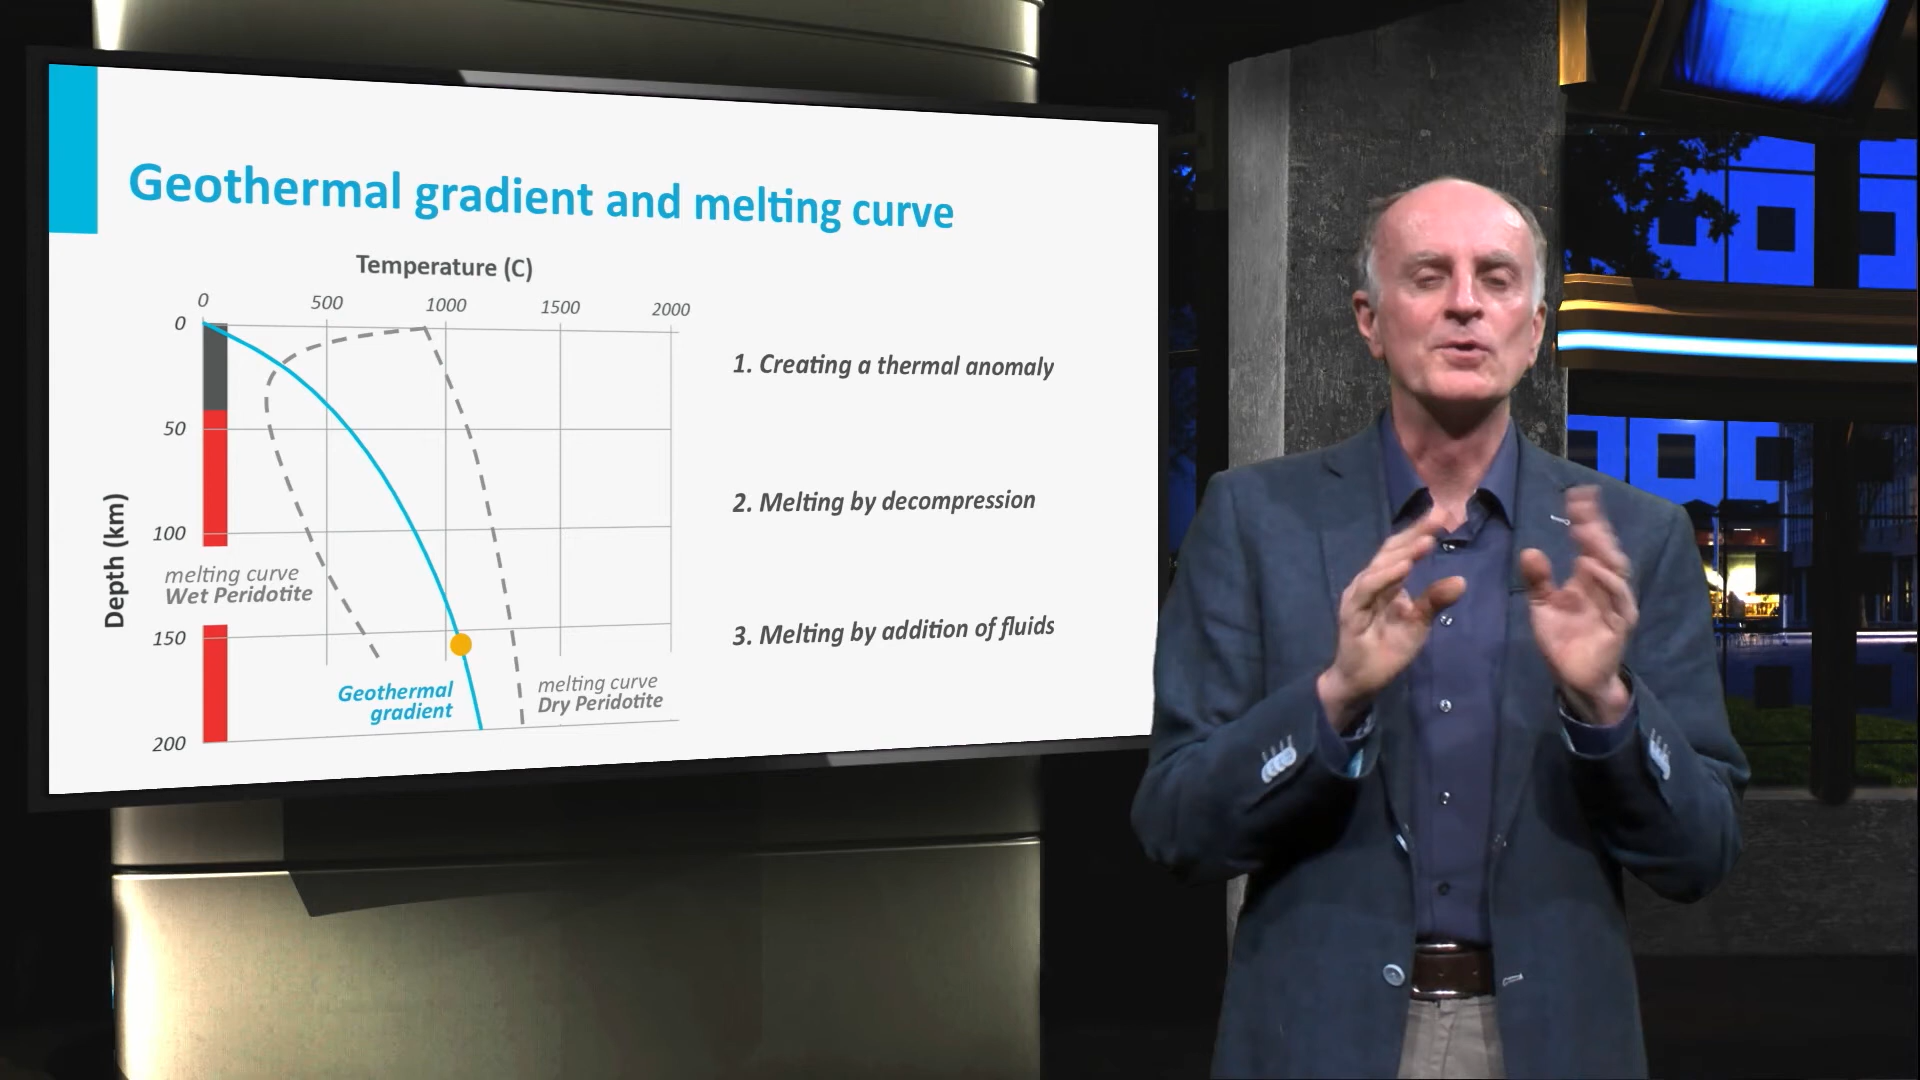 Geothermal gradient and melting curve
Temperature (C)
0 500 1000 1500 2000
0
50
100
150
200
Depth (km)
melting curve
Wet Peridotite
Geothermal
gradient
melting curve
Dry Peridotite
1. Creating a thermal anomaly
2. Melting by decompression
3. Melting by addition of fluids